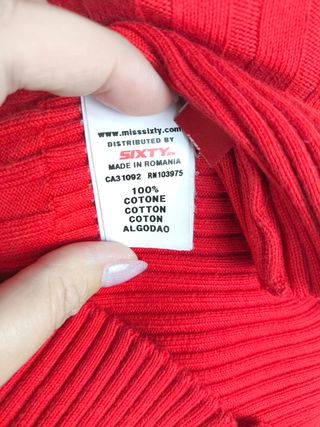 www.misssixty.com
DISTRIBUTED BY
SIXTY
MADE IN ROMANIA
CA31092 RN103975
100%
COTONE
COTTON
COTON
ALGODAO